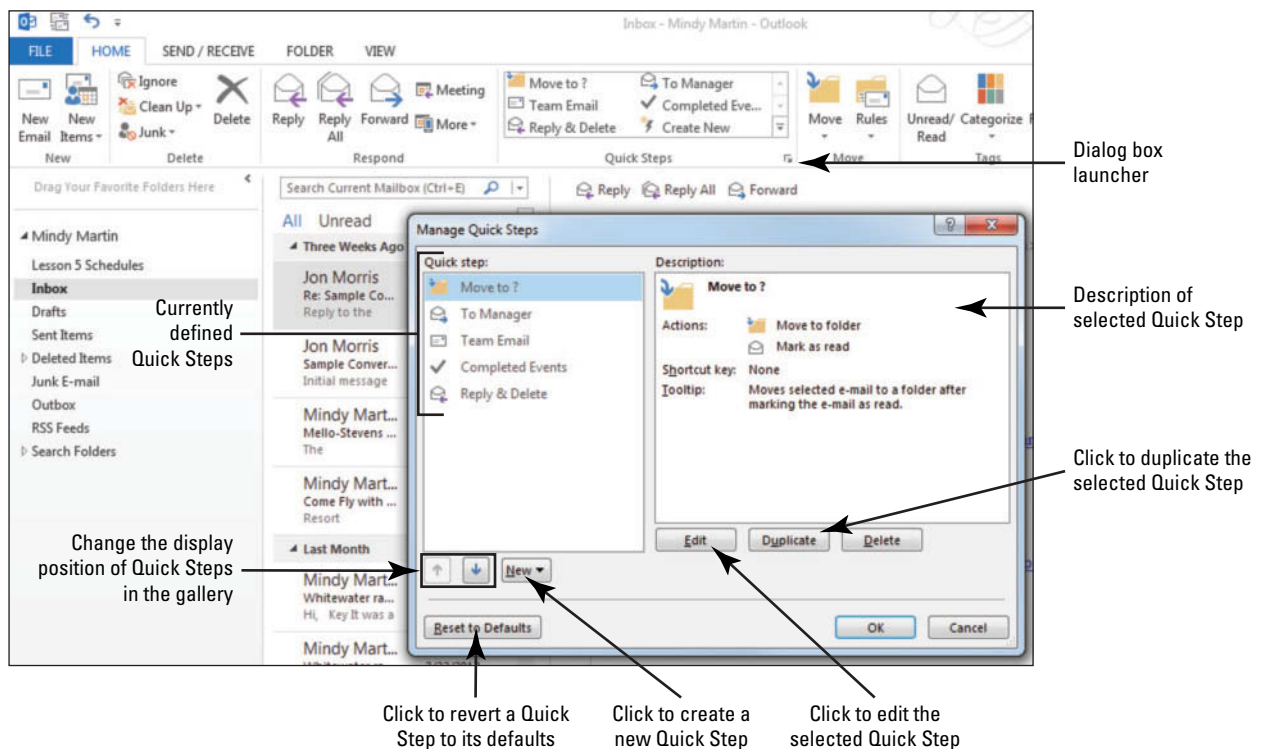 Inbox - Mindy Martin - Outlook
FILE HOME SEND / RECEIVE FOLDER VIEW
New Email
New Items
Ignore
Clean Up
Junk
Delete
Reply
Reply All
Forward
Meeting
More
Move to ?
Team Email
Reply & Delete
To Manager
Completed Eve...
Create New
Move
Rules
Unread/ Read
Categorize
New Delete Respond Quick Steps Move Tags
Dialog box
launcher
Drag Your Favorite Folders Here
Search Current Mailbox (Ctrl+E)
Reply Reply All Forward
All Unread
Mindy Martin
Lesson 5 Schedules
Inbox
Drafts
Sent Items
Deleted Items
Junk E-mail
Outbox
RSS Feeds
Search Folders
Three Weeks Ago
Jon Morris
Re: Sample Co...
Reply to the
Jon Morris
Sample Conver...
Initial message
Mindy Mart...
Mello-Stevens ...
The
Mindy Mart...
Come Fly with ...
Resort
Last Month
Mindy Mart...
Whitewater ra...
Hi, Key It was a
Mindy Mart...
Currently
defined
Quick Steps
Change the display
position of Quick Steps
in the gallery
Manage Quick Steps
Quick step:
Move to ?
To Manager
Team Email
Completed Events
Reply & Delete
New
Reset to Defaults
Description:
Move to ?
Actions: Move to folder
Mark as read
Shortcut key: None
Tooltip: Moves selected e-mail to a folder after
marking the e-mail as read.
Edit Duplicate Delete
OK Cancel
Description of
selected Quick Step
Click to duplicate the
selected Quick Step
Click to revert a Quick
Step to its defaults
Click to create a
new Quick Step
Click to edit the
selected Quick Step